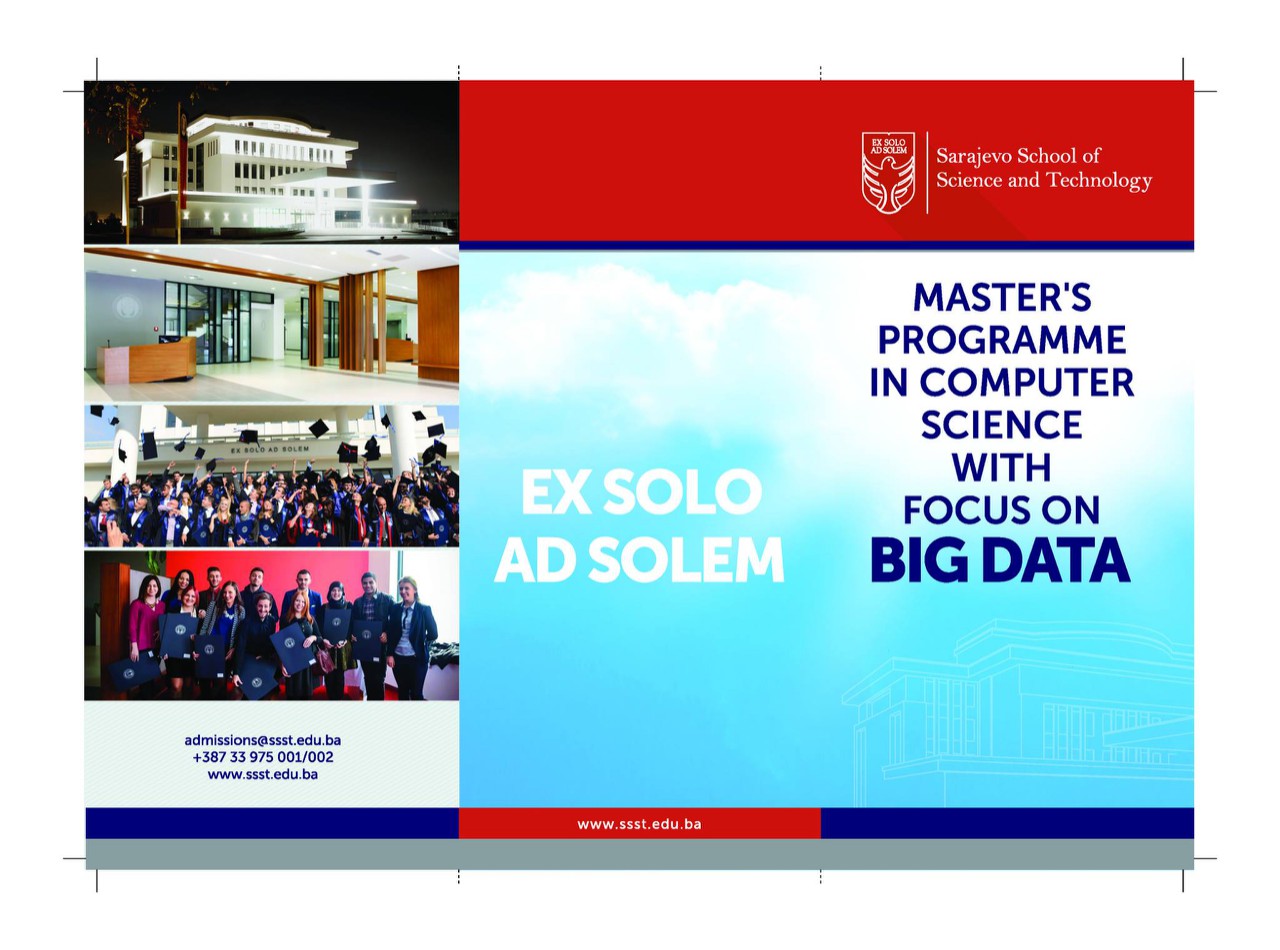 EX SOLO AD SOLEM
admissions@ssst.edu.ba
+387 33 975 001/002
www.ssst.edu.ba
EX SOLO
AD SOLEM
www.ssst.edu.ba
EX SOLO
AD SOLEM
Sarajevo School of
Science and Technology
MASTER'S
PROGRAMME
IN COMPUTER
SCIENCE
WITH
FOCUS ON
BIG DATA